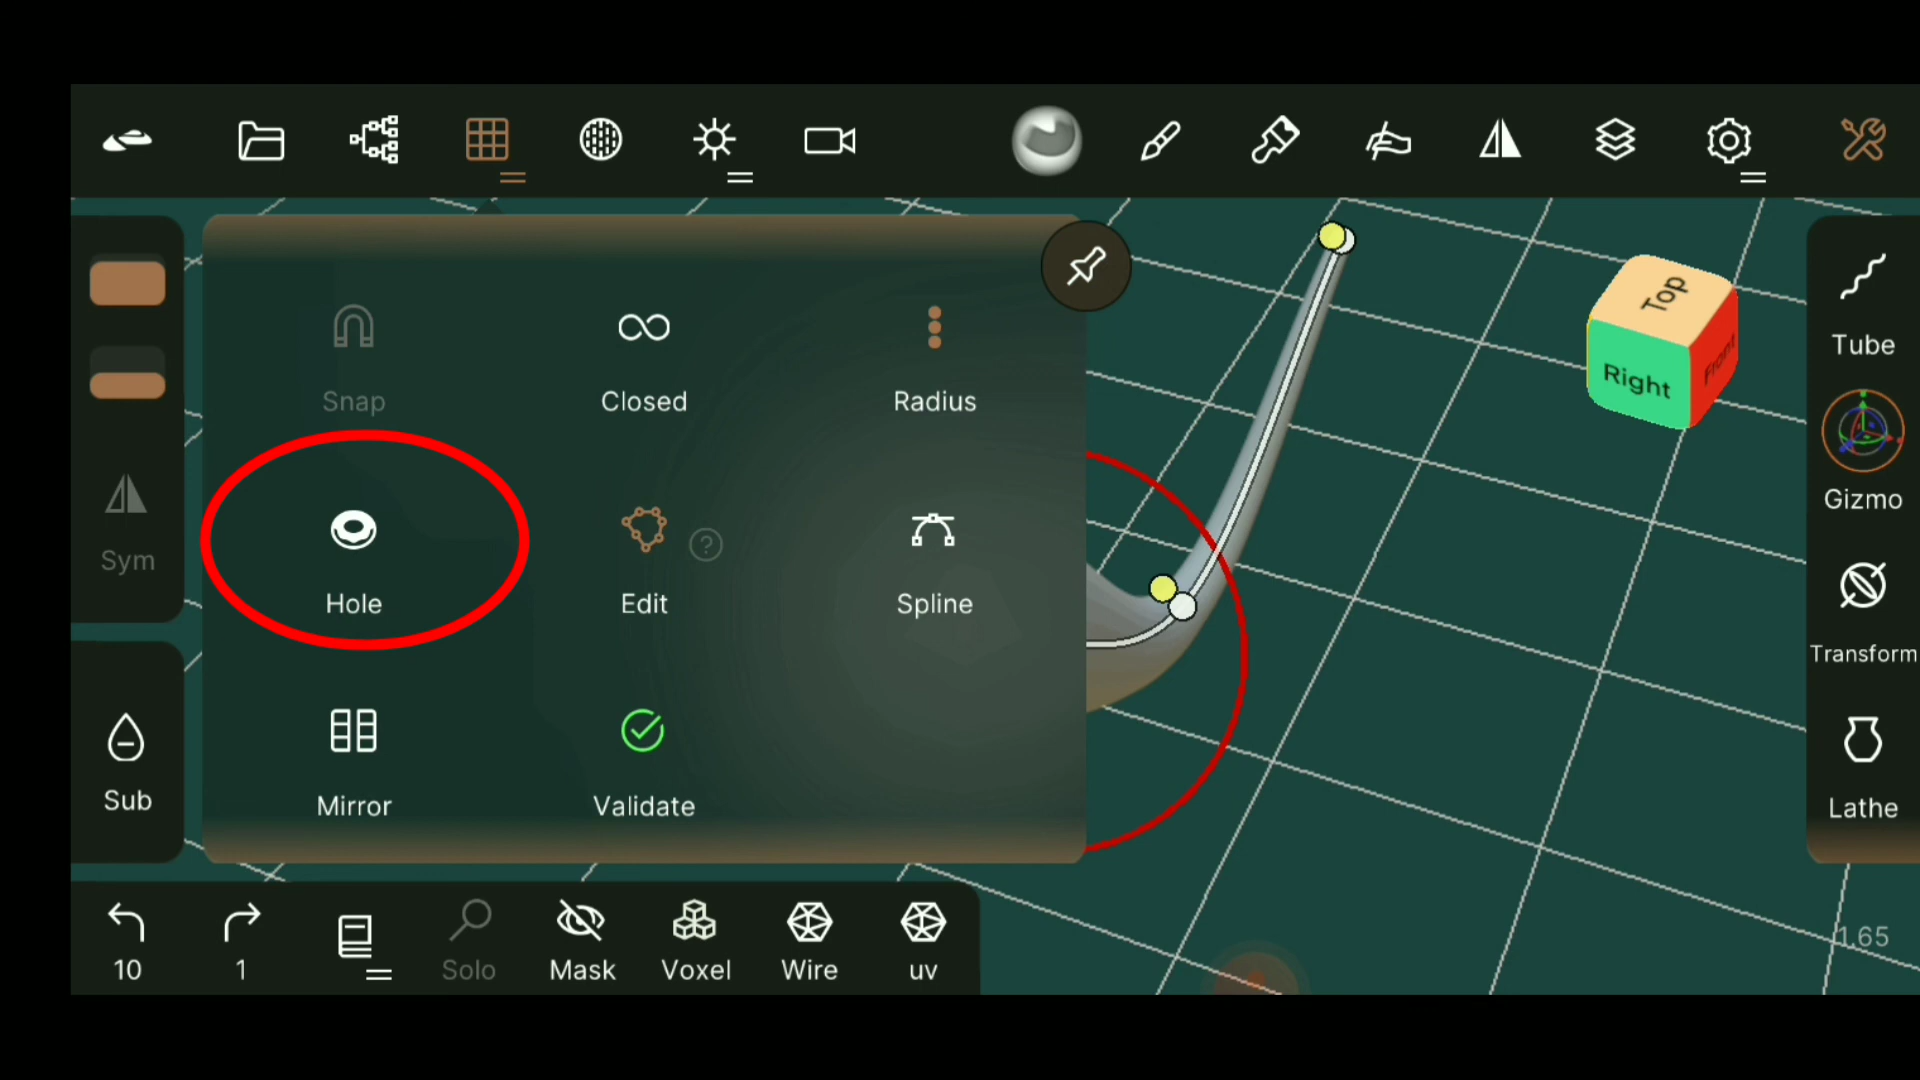 Snap
Closed
Radius
Hole
Edit
?
Spline
Mirror
Validate
Sym
Sub
Top
Right
Front
Tube
Gizmo
Transform
Lathe
1.65
10
1
Solo
Mask
Voxel
Wire
uv